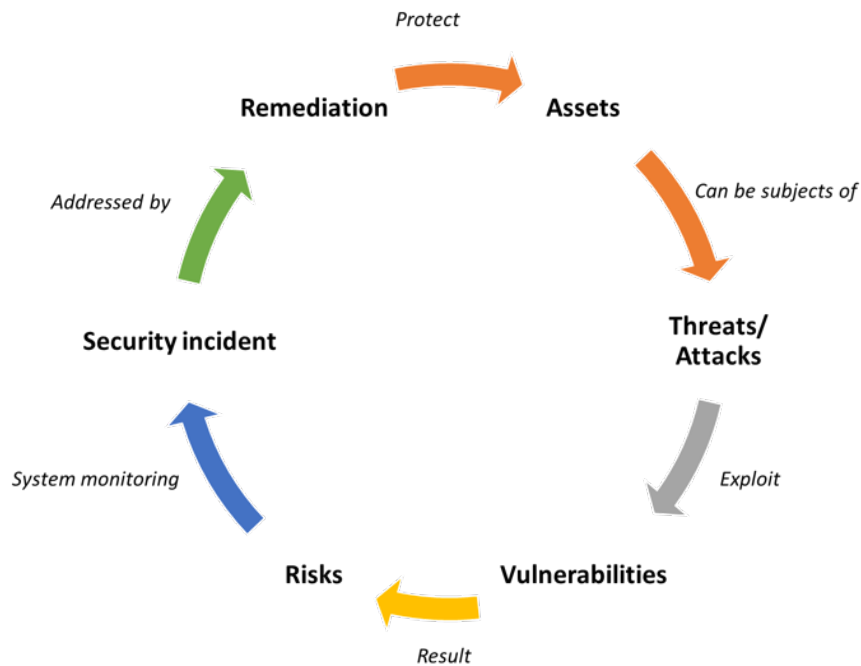 Protect
Remediation
Assets
Addressed by
Can be subjects of
Security incident
Threats/
Attacks
System monitoring
Exploit
Risks
Vulnerabilities
Result